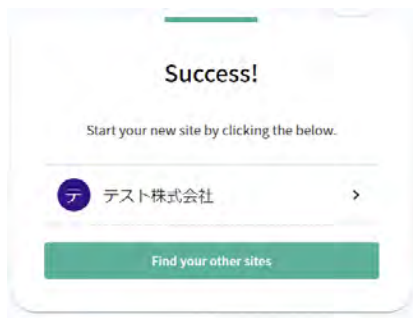 Success!
Start your new site by clicking the below.
テ テスト株式会社
Find your other sites